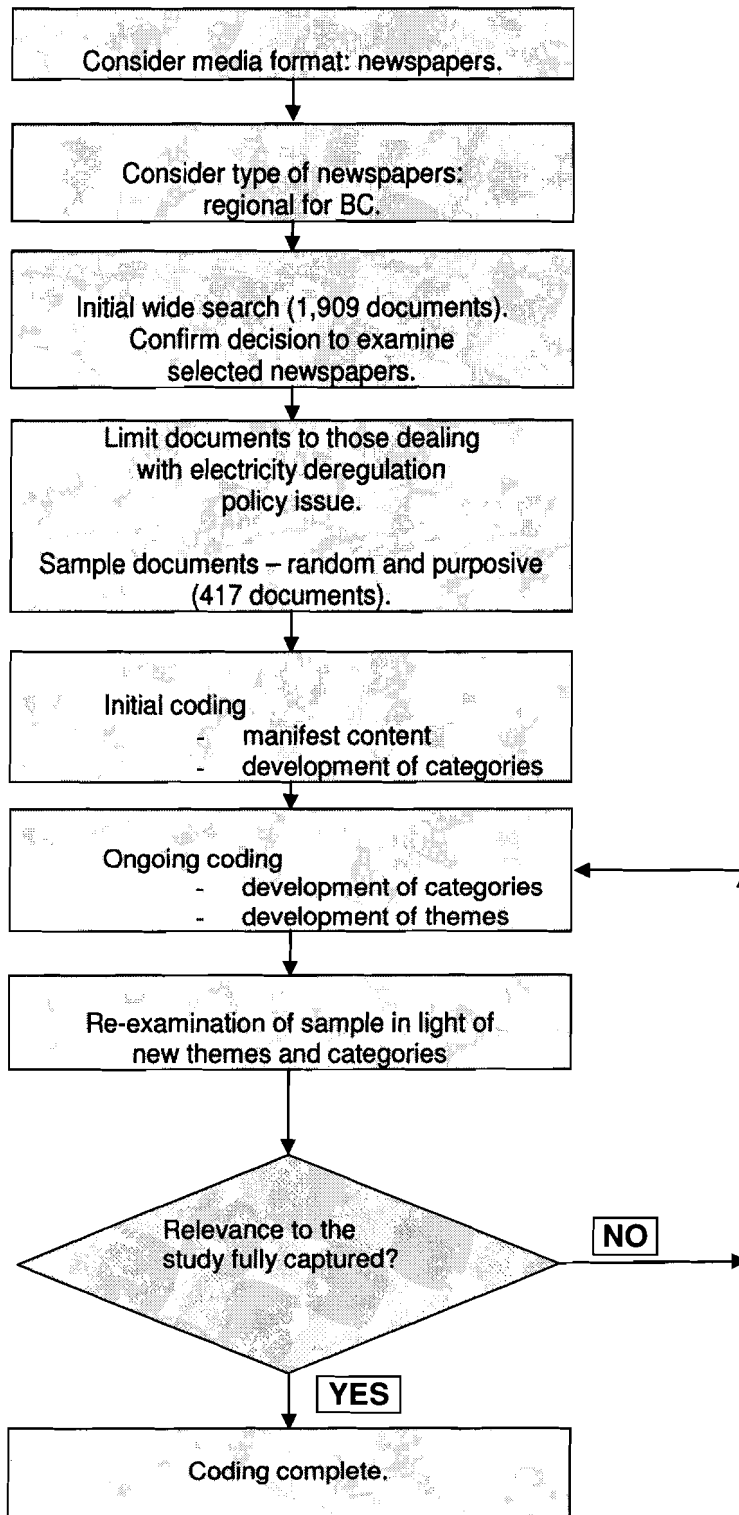 Consider media format: newspapers.
Consider type of newspapers:
regional for BC.
Initial wide search (1,909 documents).
Confirm decision to examine
selected newspapers.
Limit documents to those dealing
with electricity deregulation
policy issue.
Sample documents – random and purposive
(417 documents).
Initial coding
- manifest content
- development of categories
Ongoing coding
- development of categories
- development of themes
Re-examination of sample in light of
new themes and categories
Relevance to the
study fully captured?
NO
YES
Coding complete.